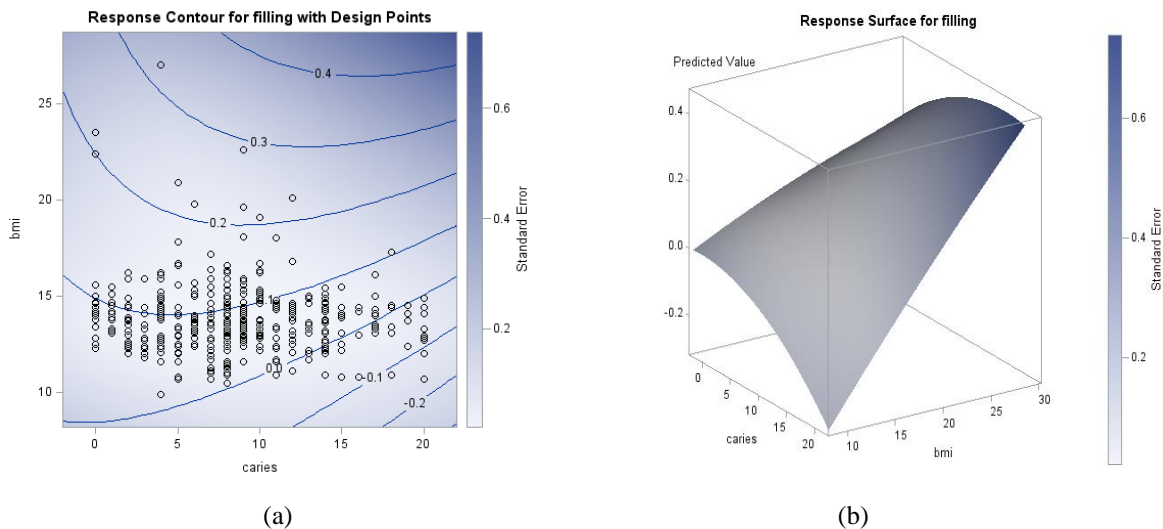 Response Contour for filling with Design Points
25
20
15
10
bmi
0.4
0.3
0.2
0.1
0.0
-0.1
-0.2
0 5 10 15 20
caries
0.6
0.4
0.2
Standard Error
(a)
Response Surface for filling
Predicted Value
0.4
0.2
0.0
-0.2
0 5 10 15 20
caries
10 15 20 25 30
bmi
0.6
0.4
0.2
Standard Error
(b)